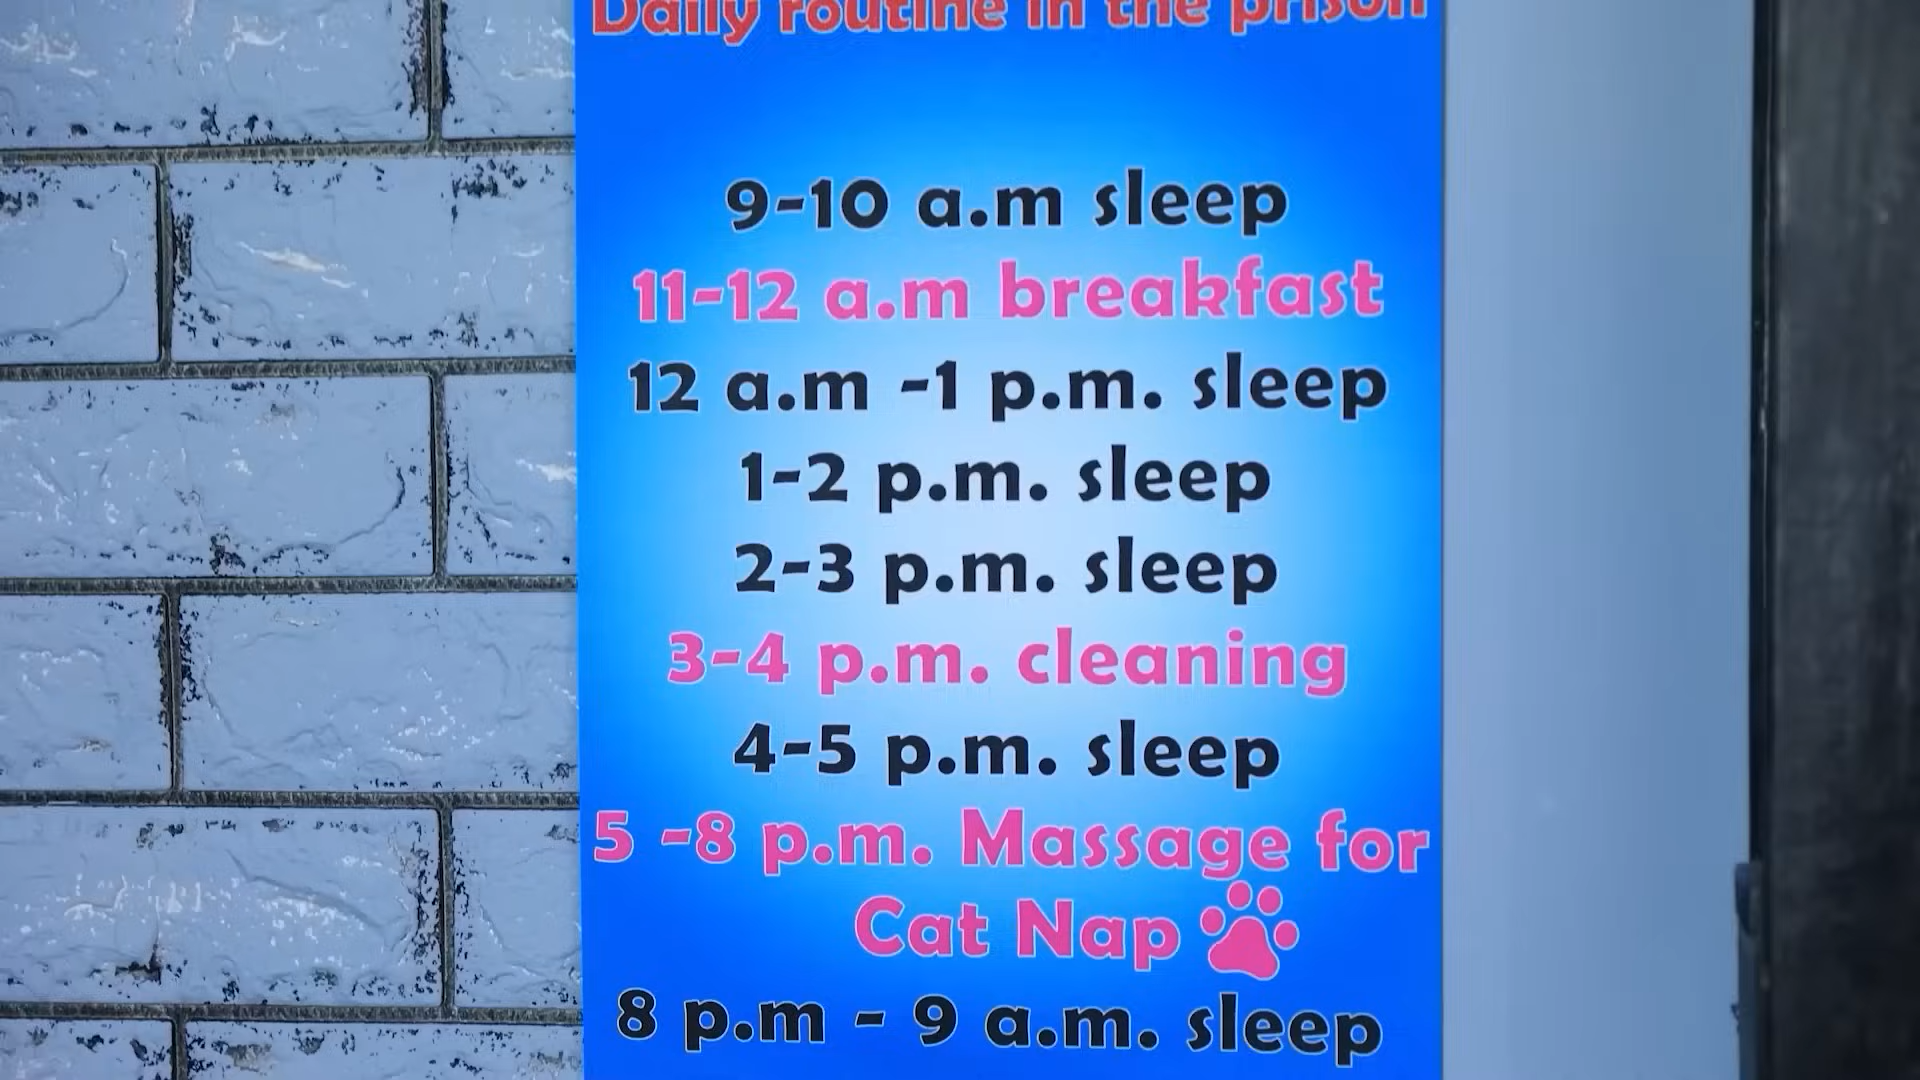 Daily routine in the prison
9-10 a.m sleep
11-12 a.m breakfast
12 a.m -1 p.m. sleep
1-2 p.m. sleep
2-3 p.m. sleep
3-4 p.m. cleaning
4-5 p.m. sleep
5 -8 p.m. Massage for
Cat Nap
8 p.m - 9 a.m. sleep